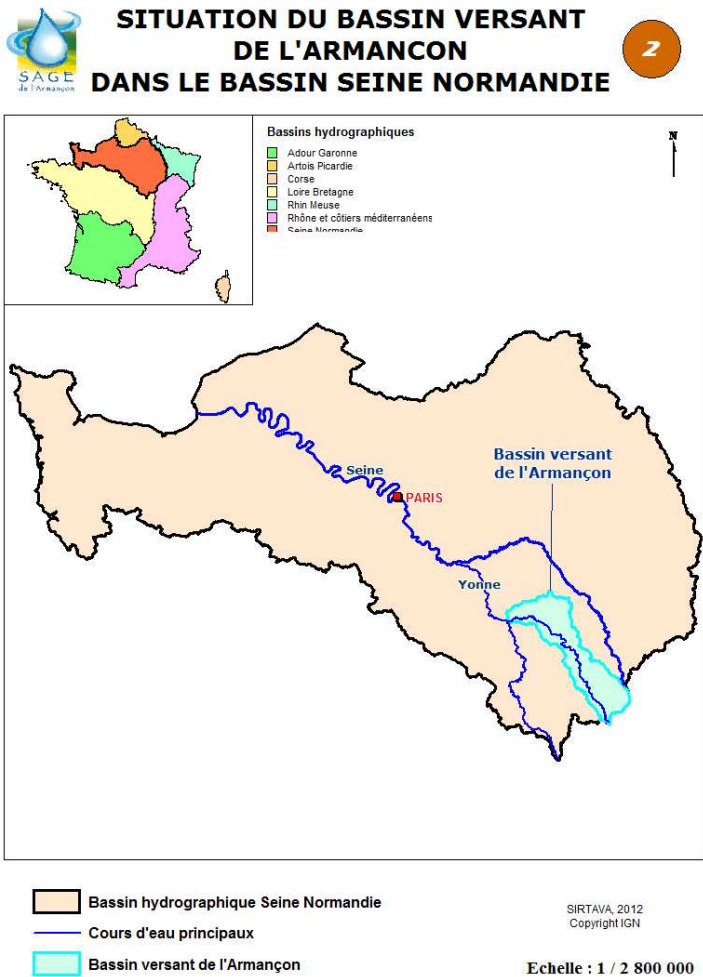 SITUATION DU BASSIN VERSANT
DE L'ARMANCON
DANS LE BASSIN SEINE NORMANDIE
2
SAGE
de l'Armançon
Bassins hydrographiques
Adour Garonne
Artois Picardie
Corse
Loire Bretagne
Rhin Meuse
Rhône et côtiers méditerranéens
Seine Normandie
N
Bassin versant
de l'Armançon
Seine
PARIS
Yonne
Bassin hydrographique Seine Normandie
Cours d'eau principaux
Bassin versant de l'Armançon
SIRTAVA, 2012
Copyright IGN
Echelle : 1 / 2 800 000